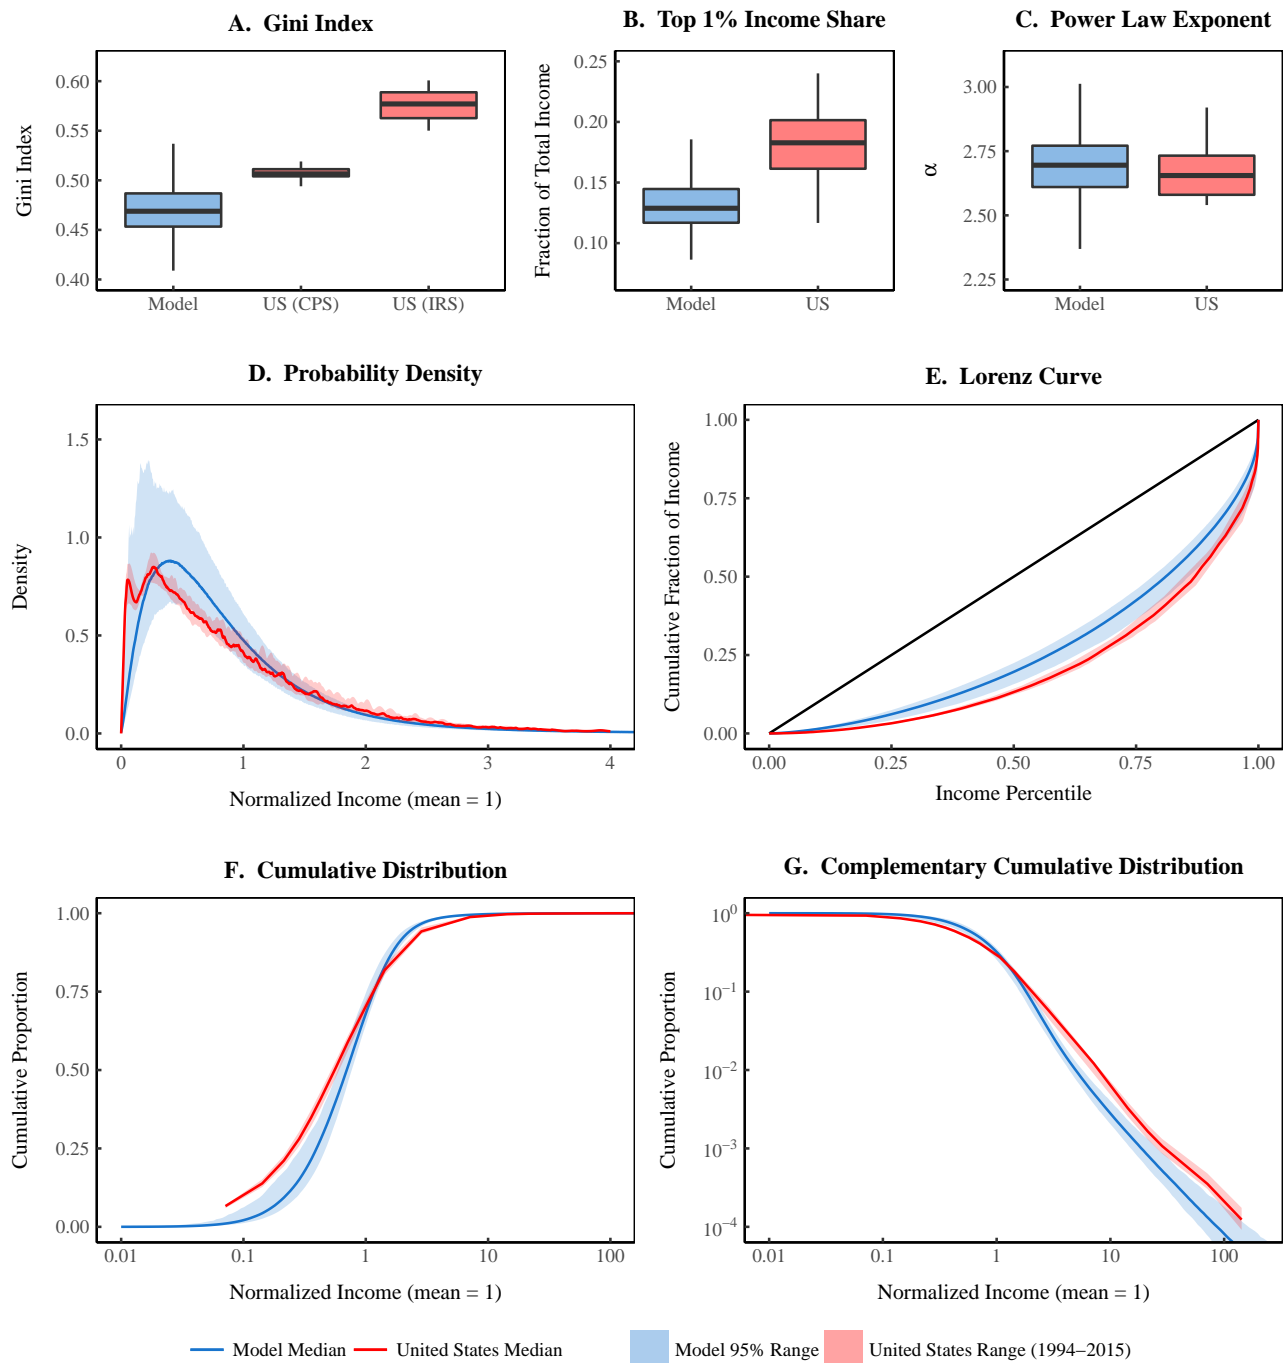 A.  Gini Index
B.  Top 1% Income Share
C.  Power Law Exponent
Gini Index
0.60
0.55
0.50
0.45
0.40
Model
US (CPS)
US (IRS)
Fraction of Total Income
0.25
0.20
0.15
0.10
Model
US
α
3.00
2.75
2.50
2.25
Model
US
D.  Probability Density
Density
1.5
1.0
0.5
0.0
0
1
2
3
4
Normalized Income (mean = 1)
E.  Lorenz Curve
Cumulative Fraction of Income
1.00
0.75
0.50
0.25
0.00
0.00
0.25
0.50
0.75
1.00
Income Percentile
F.  Cumulative Distribution
Cumulative Proportion
1.00
0.75
0.50
0.25
0.00
0.01
0.1
1
10
100
Normalized Income (mean = 1)
G.  Complementary Cumulative Distribution
Cumulative Proportion
10⁰
10⁻¹
10⁻²
10⁻³
10⁻⁴
0.01
0.1
1
10
100
Normalized Income (mean = 1)
Model Median
United States Median
Model 95% Range
United States Range (1994−2015)